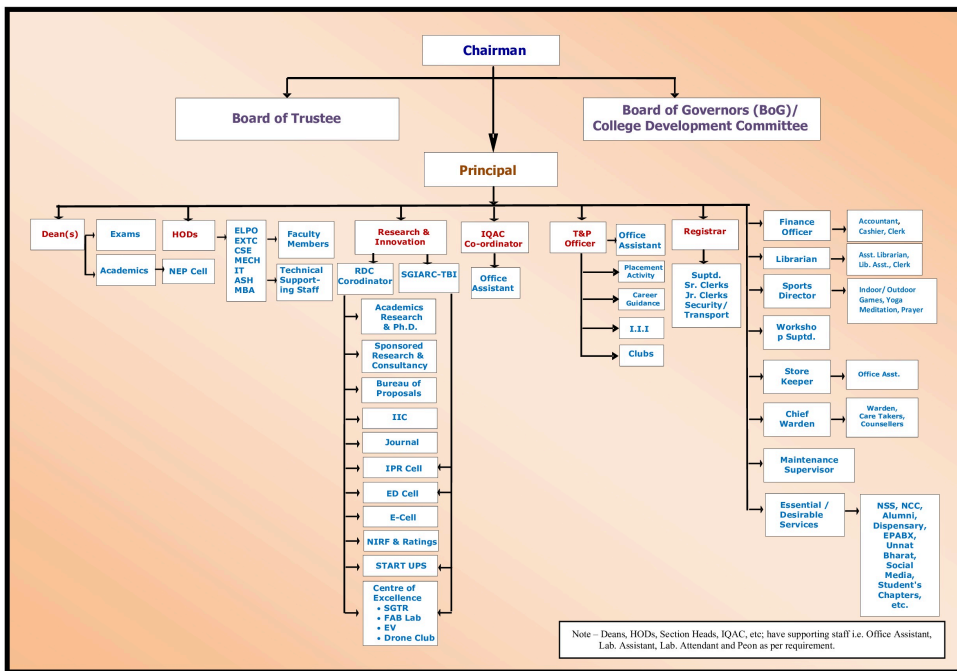 Chairman
Board of Trustee
Board of Governors (BoG)/
College Development Committee
Principal
Dean(s)
Exams
Academics
HODs
NEP Cell
ELPO
EXTC
CSE
MECH
IT
ASH
MBA
Faculty
Members
Technical
Support-
ing Staff
Research
& Innovation
RDC
Corodinator
SGIARC-TBI
Academics
Research
& Ph.D.
Sponsored
Research &
Consultancy
Bureau of
Proposals
IIC
Journal
IPR Cell
ED Cell
E-Cell
NIRF & Ratings
START UPS
Centre of
Excellence
• SGTR
• FAB Lab
• EV
• Drone Club
IQAC
Co-ordinator
Office
Assistant
T&P
Officer
Office
Assistant
Placement
Activity
Career
Guidance
I.I.I
Clubs
Registrar
Suptd.
Sr. Clerks
Jr. Clerks
Security/
Transport
Finance
Officer
Accountant,
Cashier, Clerk
Librarian
Asst. Librarian,
Lib. Asst., Clerk
Sports
Director
Indoor/ Outdoor
Games, Yoga
Meditation, Prayer
Worksho
p Suptd.
Store
Keeper
Office Asst.
Chief
Warden
Warden,
Care Takers,
Counsellers
Maintenance
Supervisor
Essential /
Desirable
Services
NSS, NCC,
Alumni,
Dispensary,
EPABX,
Unnat
Bharat,
Social
Media,
Student's
Chapters,
etc.
Note – Deans, HODs, Section Heads, IQAC, etc; have supporting staff i.e. Office Assistant,
Lab. Assistant, Lab. Attendant and Peon as per requirement.